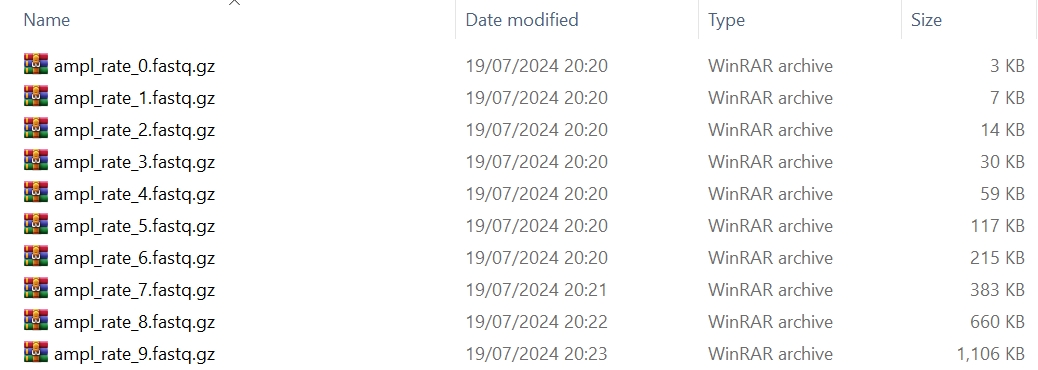 Name Date modified Type Size
ampl_rate_0.fastq.gz 19/07/2024 20:20 WinRAR archive 3 KB
ampl_rate_1.fastq.gz 19/07/2024 20:20 WinRAR archive 7 KB
ampl_rate_2.fastq.gz 19/07/2024 20:20 WinRAR archive 14 KB
ampl_rate_3.fastq.gz 19/07/2024 20:20 WinRAR archive 30 KB
ampl_rate_4.fastq.gz 19/07/2024 20:20 WinRAR archive 59 KB
ampl_rate_5.fastq.gz 19/07/2024 20:20 WinRAR archive 117 KB
ampl_rate_6.fastq.gz 19/07/2024 20:20 WinRAR archive 215 KB
ampl_rate_7.fastq.gz 19/07/2024 20:21 WinRAR archive 383 KB
ampl_rate_8.fastq.gz 19/07/2024 20:22 WinRAR archive 660 KB
ampl_rate_9.fastq.gz 19/07/2024 20:23 WinRAR archive 1,106 KB